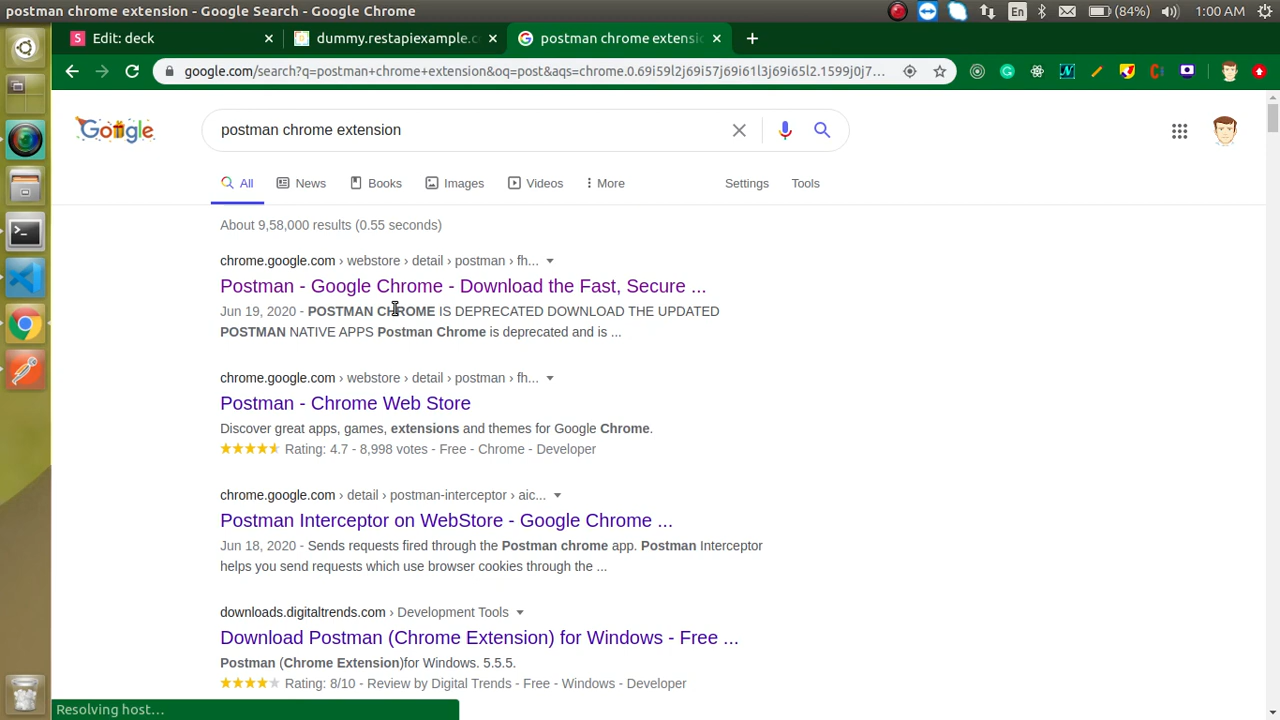 postman chrome extension - Google Search - Google Chrome
En
(84%)
1:00 AM
S
Edit: deck
dummy.restapiexample.c
postman chrome extensi
google.com/search?q=postman+chrome+extension&oq=post&aqs=chrome.0.69i59l2j69i57j69i61l3j69i65l2.1599j0j7...
Google
postman chrome extension
All
News
Books
Images
Videos
More
Settings
Tools
About 9,58,000 results (0.55 seconds)
chrome.google.com › webstore › detail › postman › fh...
Postman - Google Chrome - Download the Fast, Secure ...
Jun 19, 2020 - POSTMAN CHROME IS DEPRECATED DOWNLOAD THE UPDATED
POSTMAN NATIVE APPS Postman Chrome is deprecated and is ...
chrome.google.com › webstore › detail › postman › fh...
Postman - Chrome Web Store
Discover great apps, games, extensions and themes for Google Chrome.
Rating: 4.7 - 8,998 votes - Free - Chrome - Developer
chrome.google.com › detail › postman-interceptor › aic...
Postman Interceptor on WebStore - Google Chrome ...
Jun 18, 2020 - Sends requests fired through the Postman chrome app. Postman Interceptor
helps you send requests which use browser cookies through the ...
downloads.digitaltrends.com › Development Tools
Download Postman (Chrome Extension) for Windows - Free ...
Postman (Chrome Extension)for Windows. 5.5.5.
Rating: 8/10 - Review by Digital Trends - Free - Windows - Developer
Resolving host…